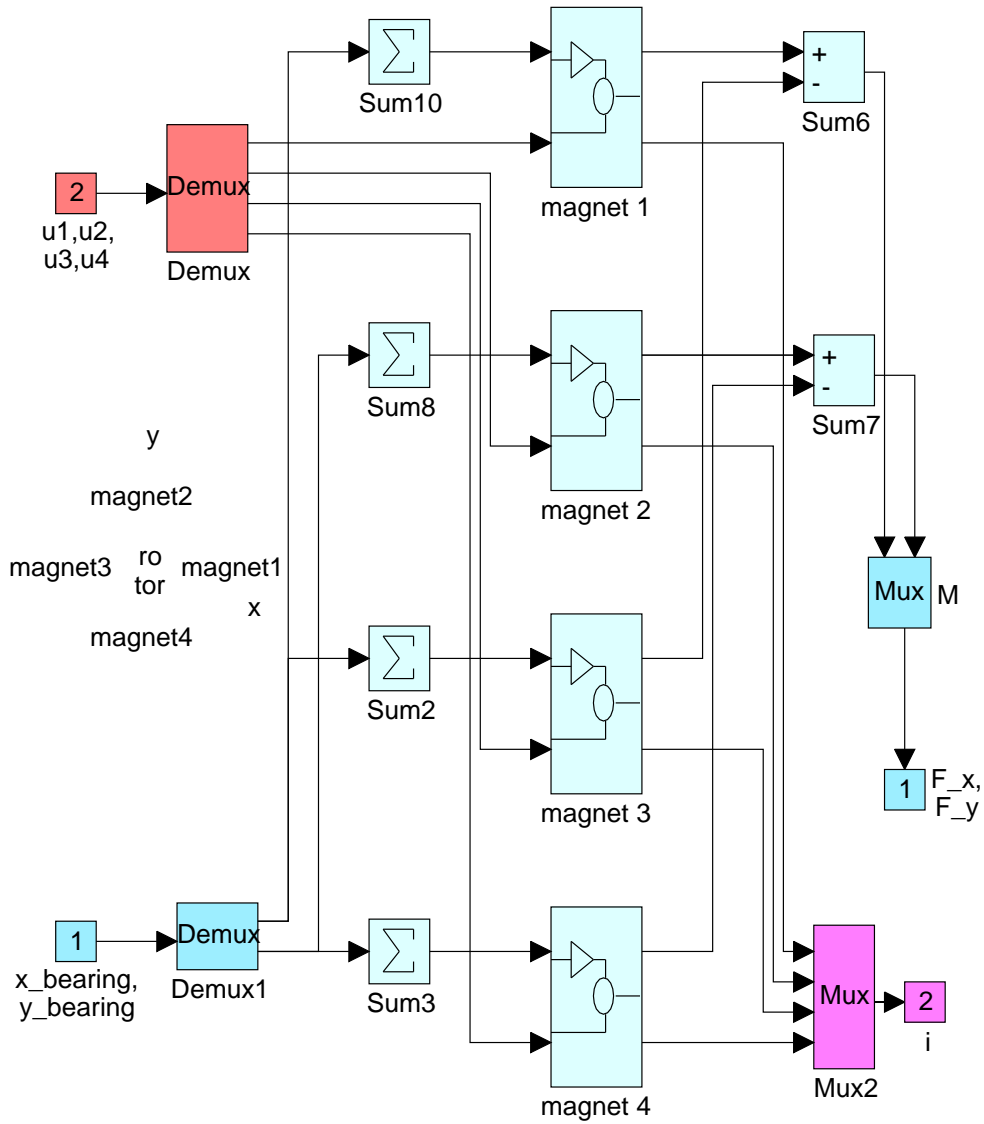 Σ
Sum10
+
-
Sum6
magnet 1
2
u1,u2,
u3,u4
Demux
Demux
Σ
Sum8
magnet 2
+
-
Sum7
y
magnet2
magnet3
ro
tor
magnet1
x
magnet4
Σ
Sum2
magnet 3
Mux
M
1
F_x,
F_y
1
x_bearing,
y_bearing
Demux
Demux1
Σ
Sum3
magnet 4
Mux
Mux2
2
i